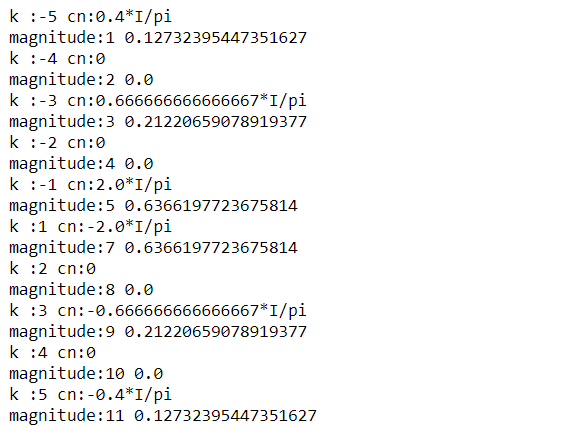 k :-5 cn:0.4*I/pi
magnitude:1 0.12732395447351627
k :-4 cn:0
magnitude:2 0.0
k :-3 cn:0.666666666666667*I/pi
magnitude:3 0.21220659078919377
k :-2 cn:0
magnitude:4 0.0
k :-1 cn:2.0*I/pi
magnitude:5 0.6366197723675814
k :1 cn:-2.0*I/pi
magnitude:7 0.6366197723675814
k :2 cn:0
magnitude:8 0.0
k :3 cn:-0.666666666666667*I/pi
magnitude:9 0.21220659078919377
k :4 cn:0
magnitude:10 0.0
k :5 cn:-0.4*I/pi
magnitude:11 0.12732395447351627